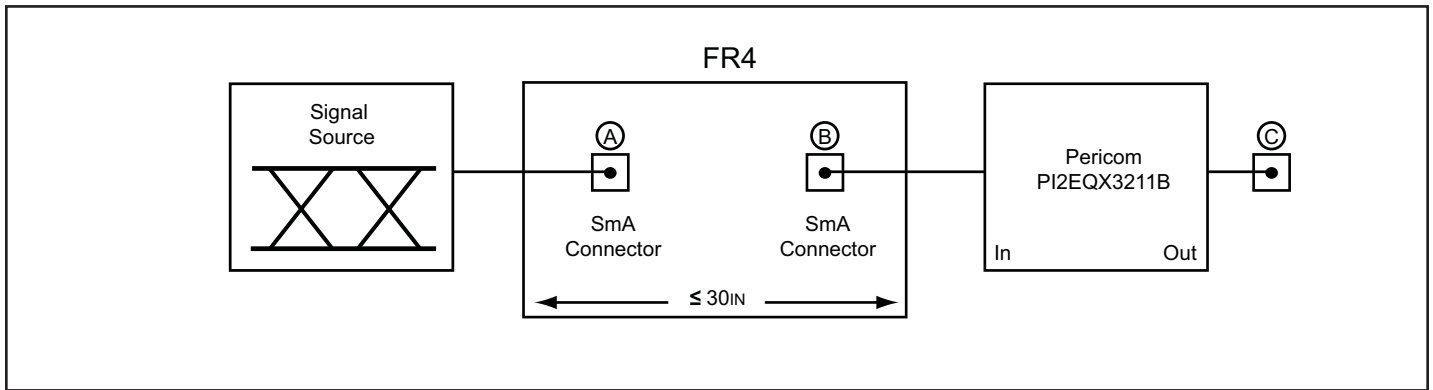 FR4
Signal
Source
A
B
C
SmA
Connector
SmA
Connector
Pericom
PI2EQX3211B
In
Out
≤ 30IN